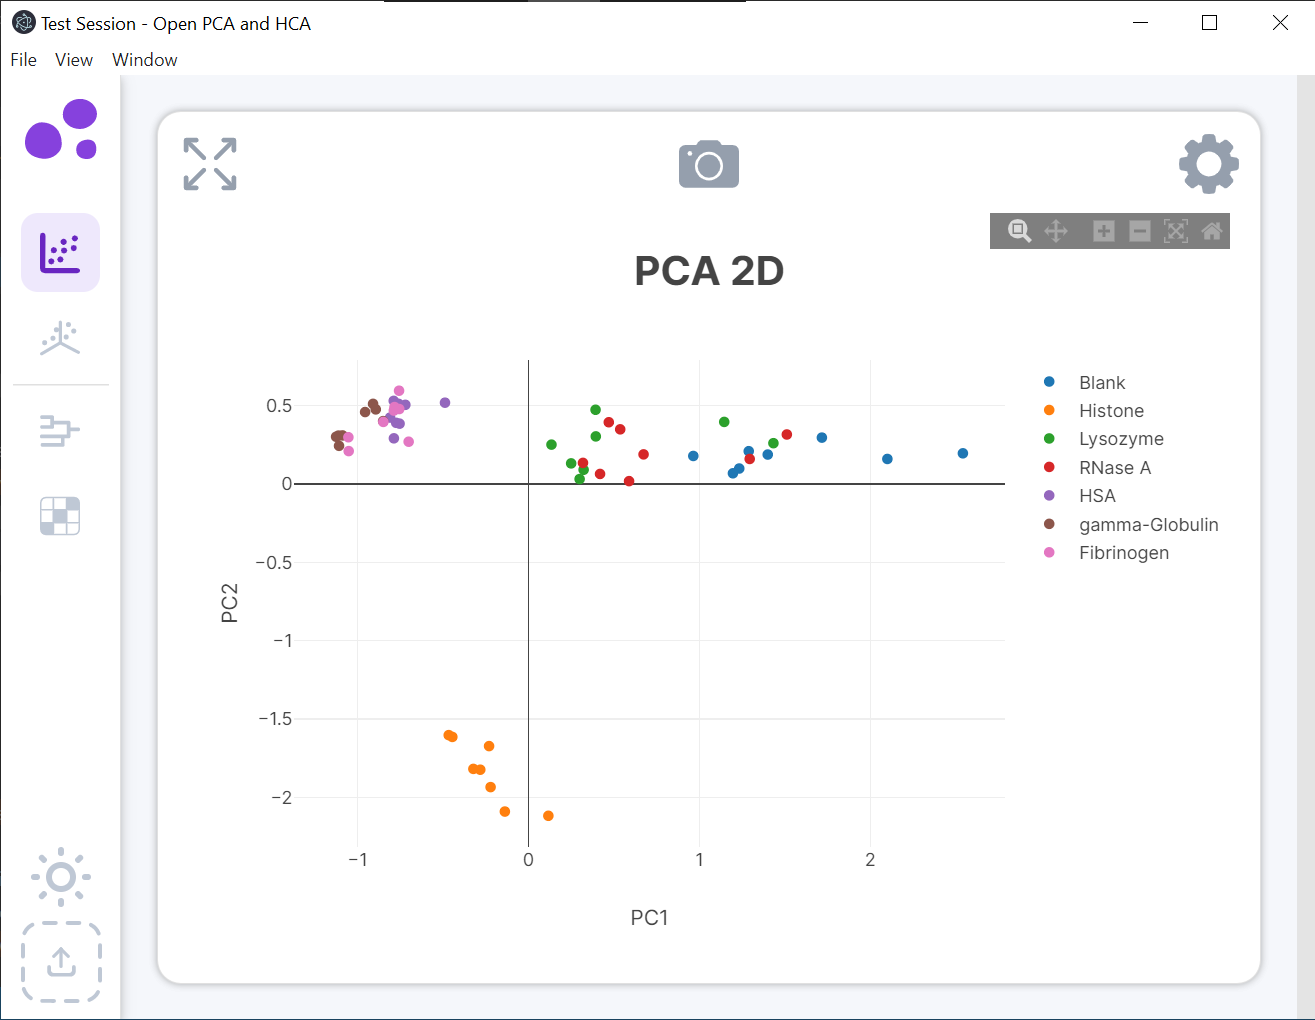 Test Session - Open PCA and HCA
File View Window
PCA 2D
0.5
0
−0.5
−1
−1.5
−2
PC2
−1 0 1 2
PC1
Blank
Histone
Lysozyme
RNase A
HSA
gamma-Globulin
Fibrinogen